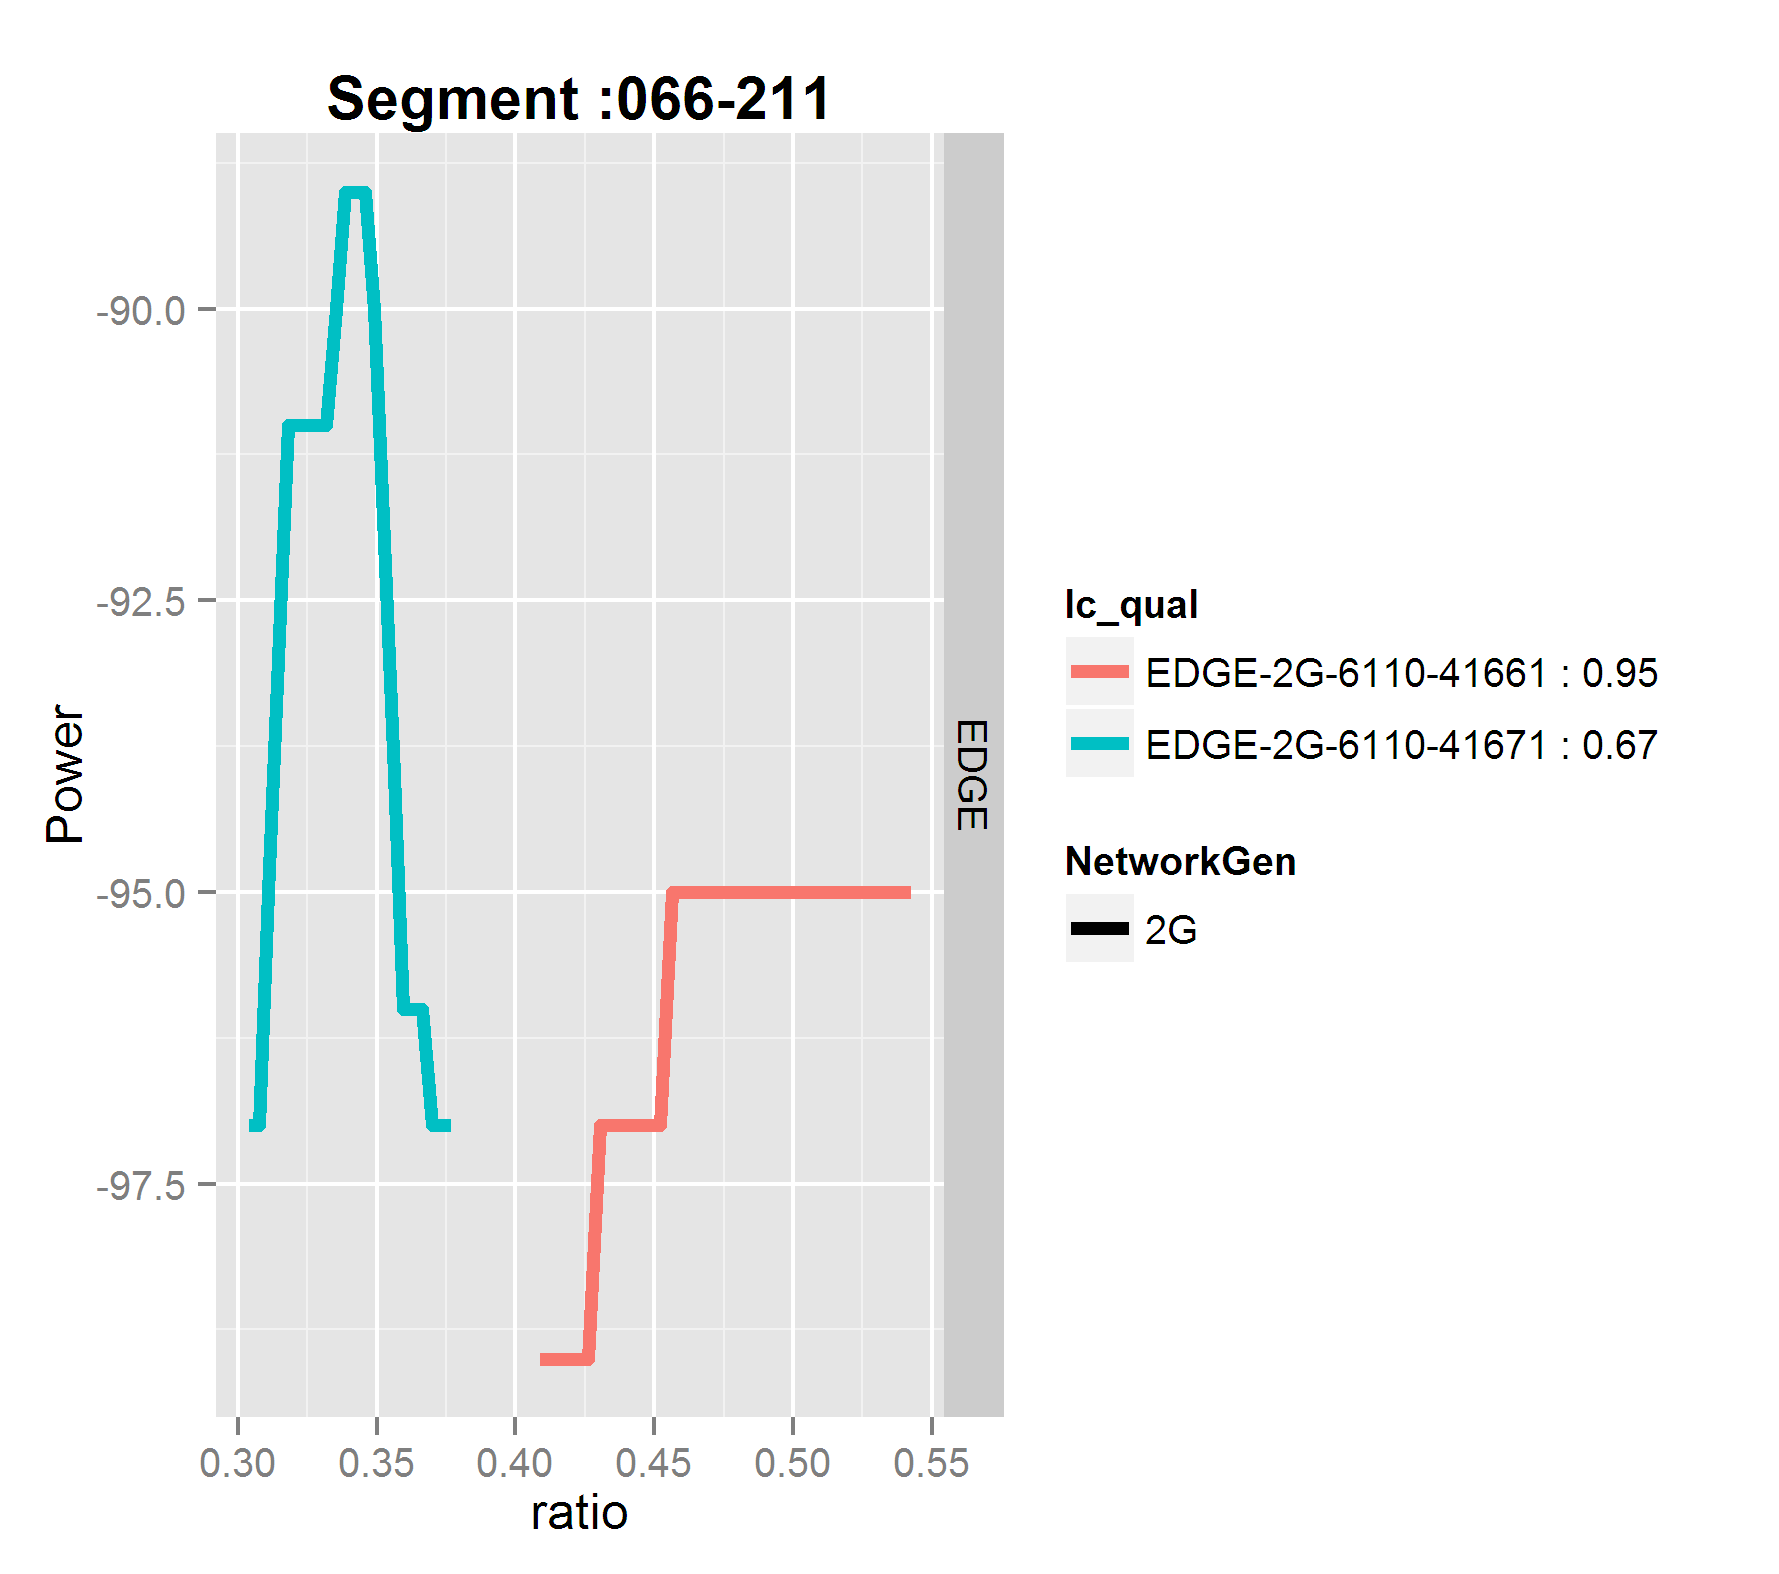 Segment :066-211
-90.0
-92.5
-95.0
-97.5
Power
EDGE
0.30 0.35 0.40 0.45 0.50 0.55
ratio
lc_qual
EDGE-2G-6110-41661 : 0.95
EDGE-2G-6110-41671 : 0.67
NetworkGen
2G